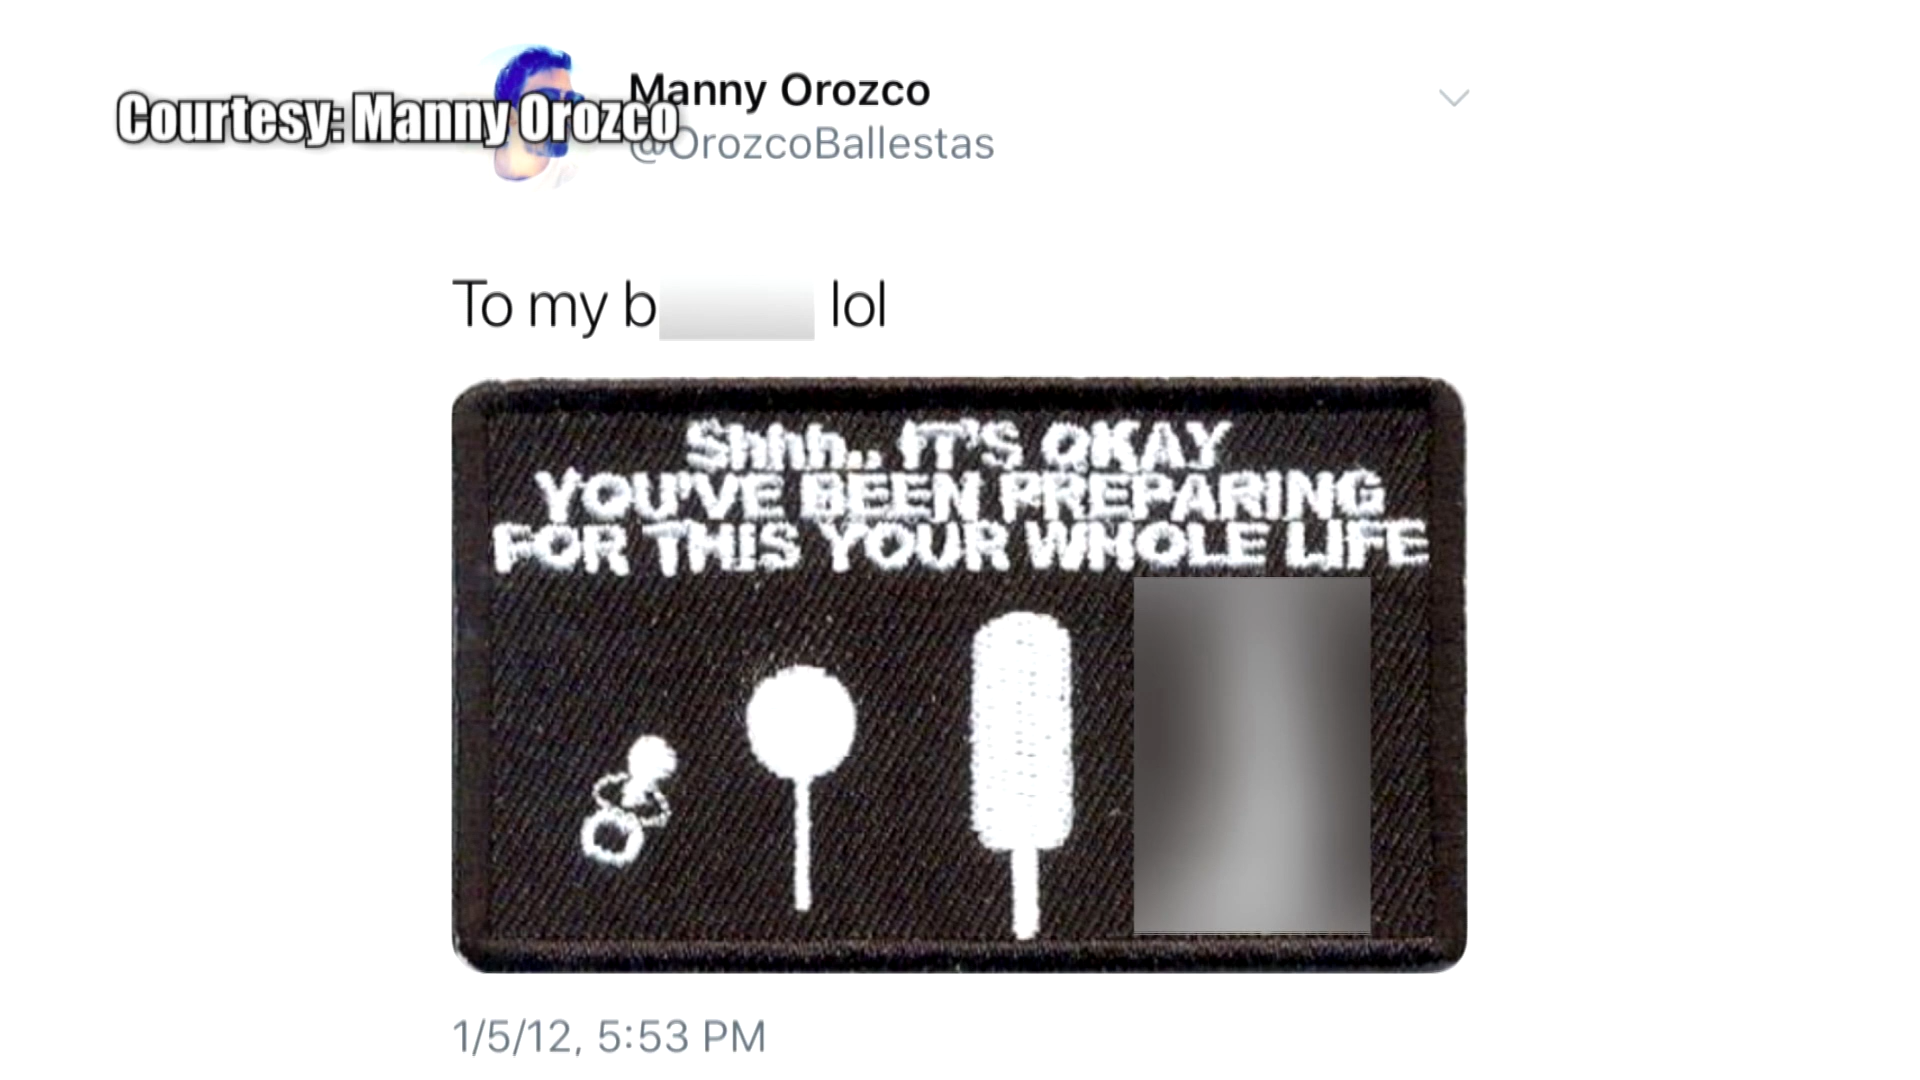 Courtesy: Manny Orozco
Manny Orozco
@OrozcoBallestas
To my b lol
Shhh.. IT'S OKAY
YOU'VE BEEN PREPARING
FOR THIS YOUR WHOLE LIFE
1/5/12, 5:53 PM